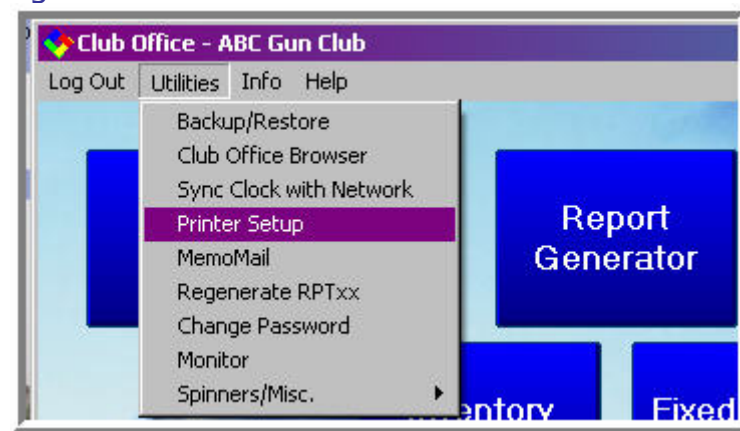 Club Office - ABC Gun Club
Log Out Utilities Info Help
Backup/Restore
Club Office Browser
Sync Clock with Network
Printer Setup
MemoMail
Regenerate RPTxx
Change Password
Monitor
Spinners/Misc.
Report
Generator
entory
Fixed